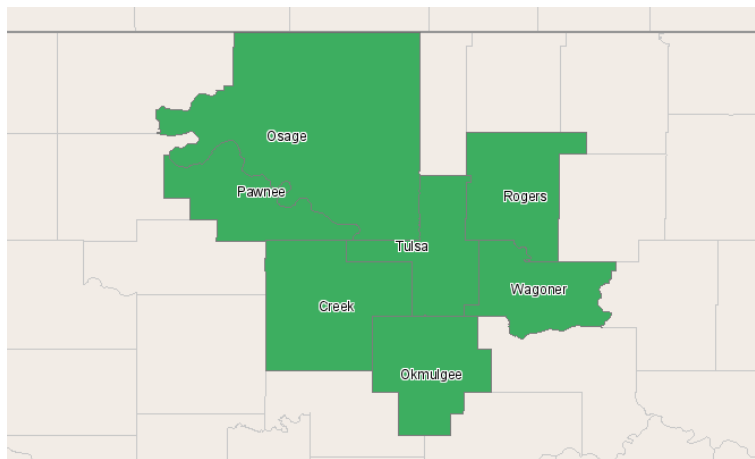 Osage
Pawnee
Rogers
Tulsa
Wagoner
Creek
Okmulgee